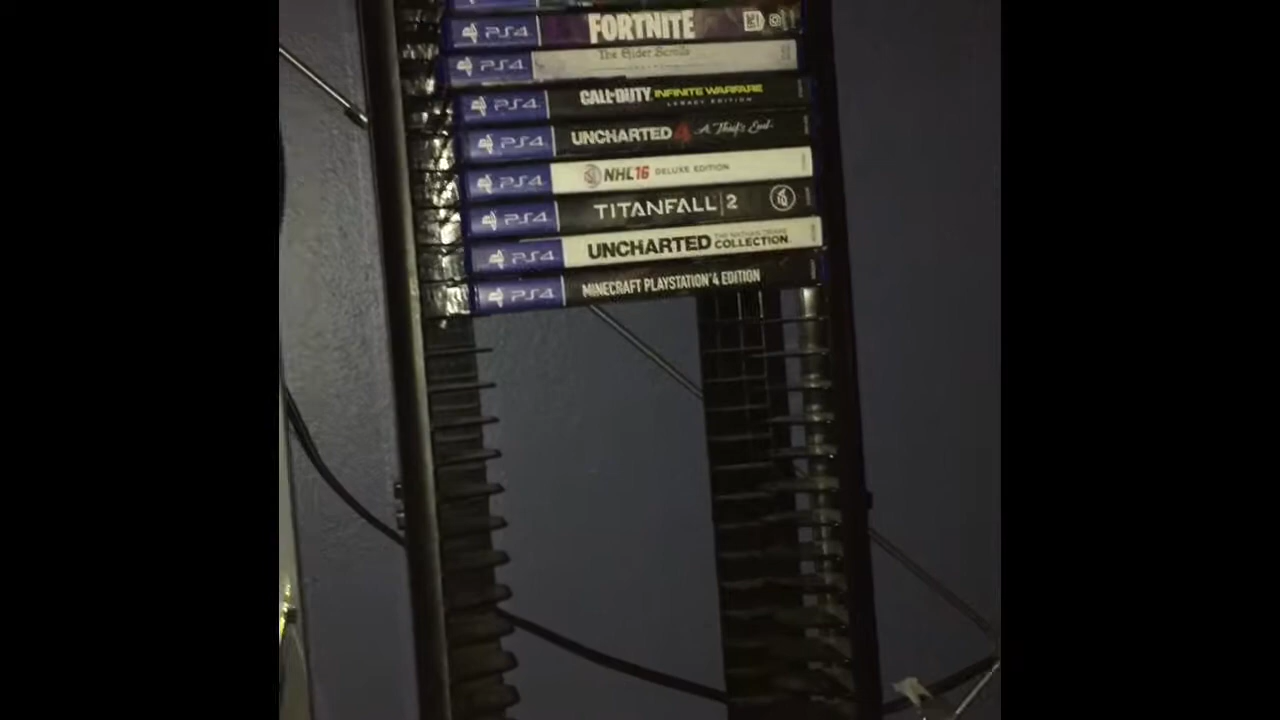 PS4 FORTNITE
PS4 The Elder Scrolls
PS4 CALL OF DUTY INFINITE WARFARE
LEGACY EDITION
PS4 UNCHARTED 4 A Thief's End
PS4 NHL 16 DELUXE EDITION
PS4 TITANFALL 2
PS4 UNCHARTED THE NATHAN DRAKE
COLLECTION
PS4 MINECRAFT PLAYSTATION 4 EDITION